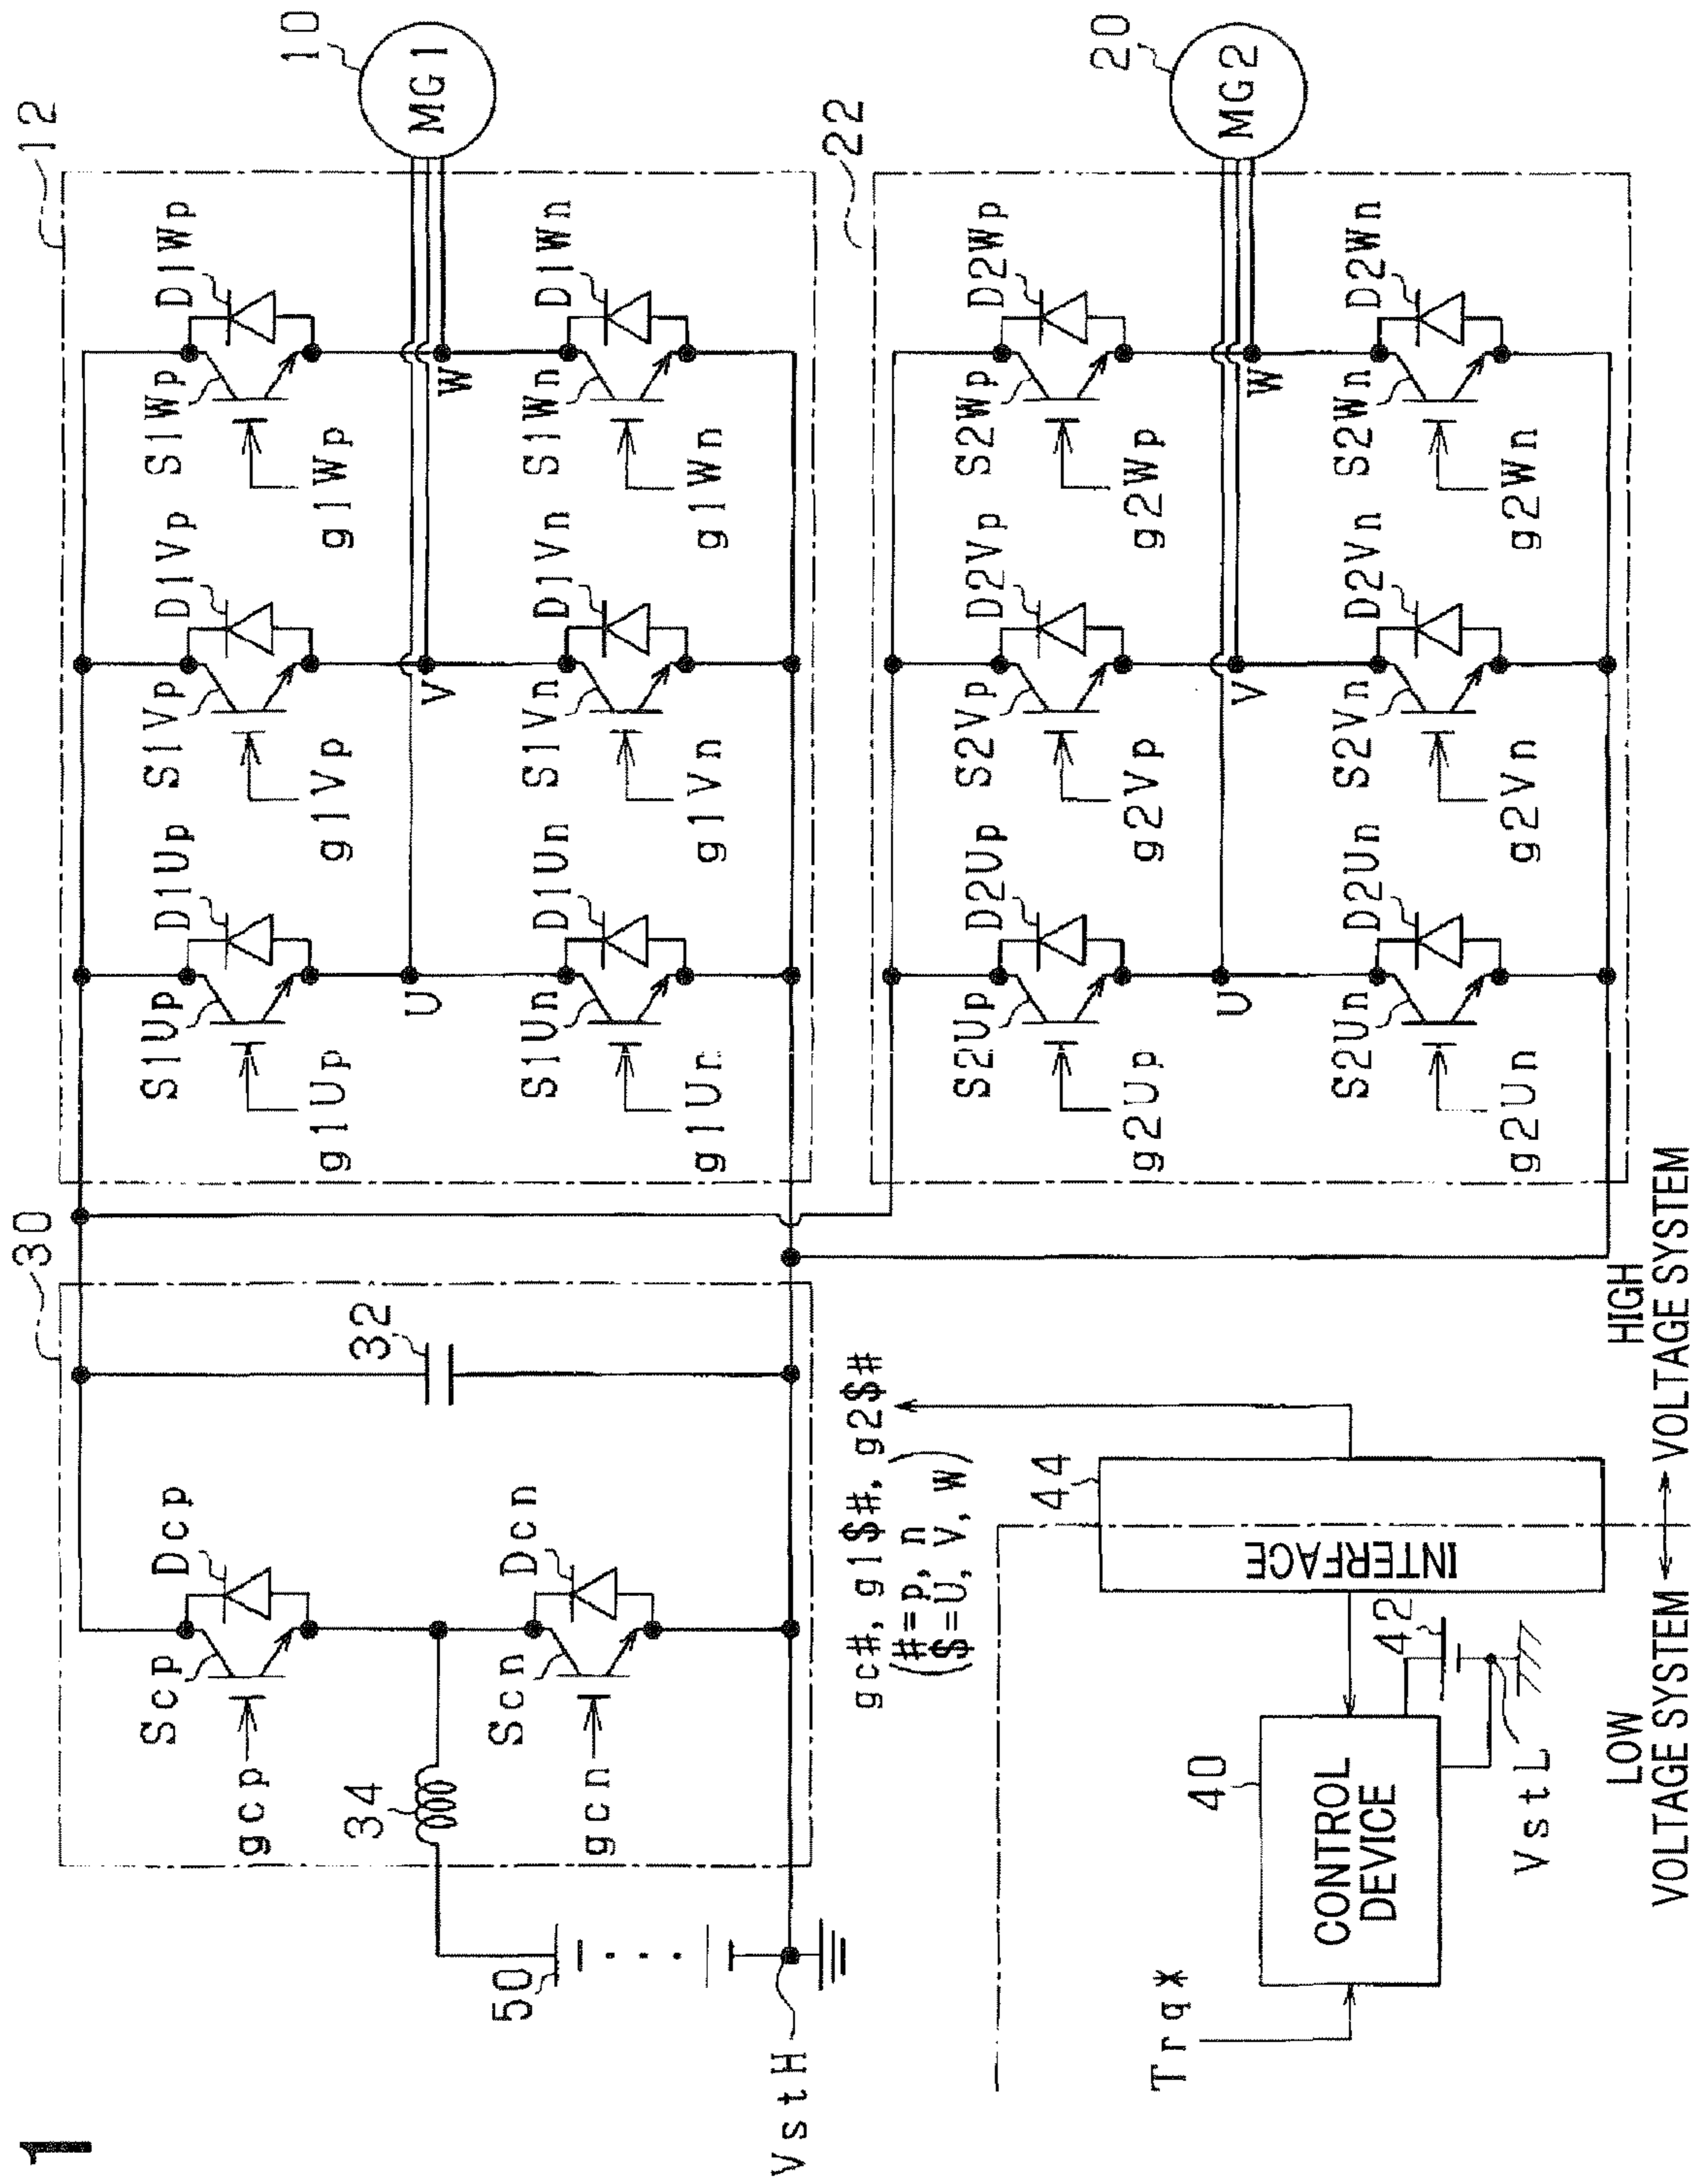 1
30
12
10
MG1
Scp
Dcp
gcp
34
Scn
Dcn
gcn
32
50
VstH
S1Up
D1Up
g1Up
S1Vp
D1Vp
g1Vp
S1Wp
D1Wp
g1Wp
U
V
W
S1Un
D1Un
g1Un
S1Vn
D1Vn
g1Vn
S1Wn
D1Wn
g1Wn
22
20
MG2
S2Up
D2Up
g2Up
S2Vp
D2Vp
g2Vp
S2Wp
D2Wp
g2Wp
U
V
W
S2Un
D2Un
g2Un
S2Vn
D2Vn
g2Vn
S2Wn
D2Wn
g2Wn
gc#, g1$#, g2$#
(#=p, n)
($=U, V, W)
Trq*
40
CONTROL
DEVICE
44
INTERFACE
42
VstL
LOW
VOLTAGE SYSTEM
HIGH
VOLTAGE SYSTEM